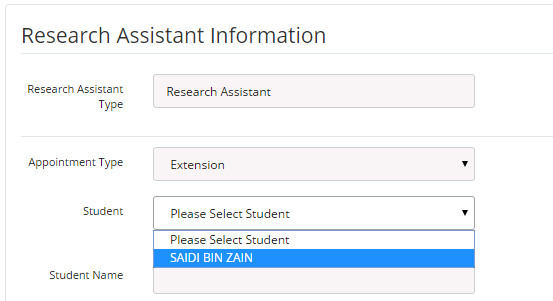 Research Assistant Information
Research Assistant
Type
Research Assistant
Appointment Type
Extension
Student
Please Select Student
Please Select Student
SAIDI BIN ZAIN
Student Name